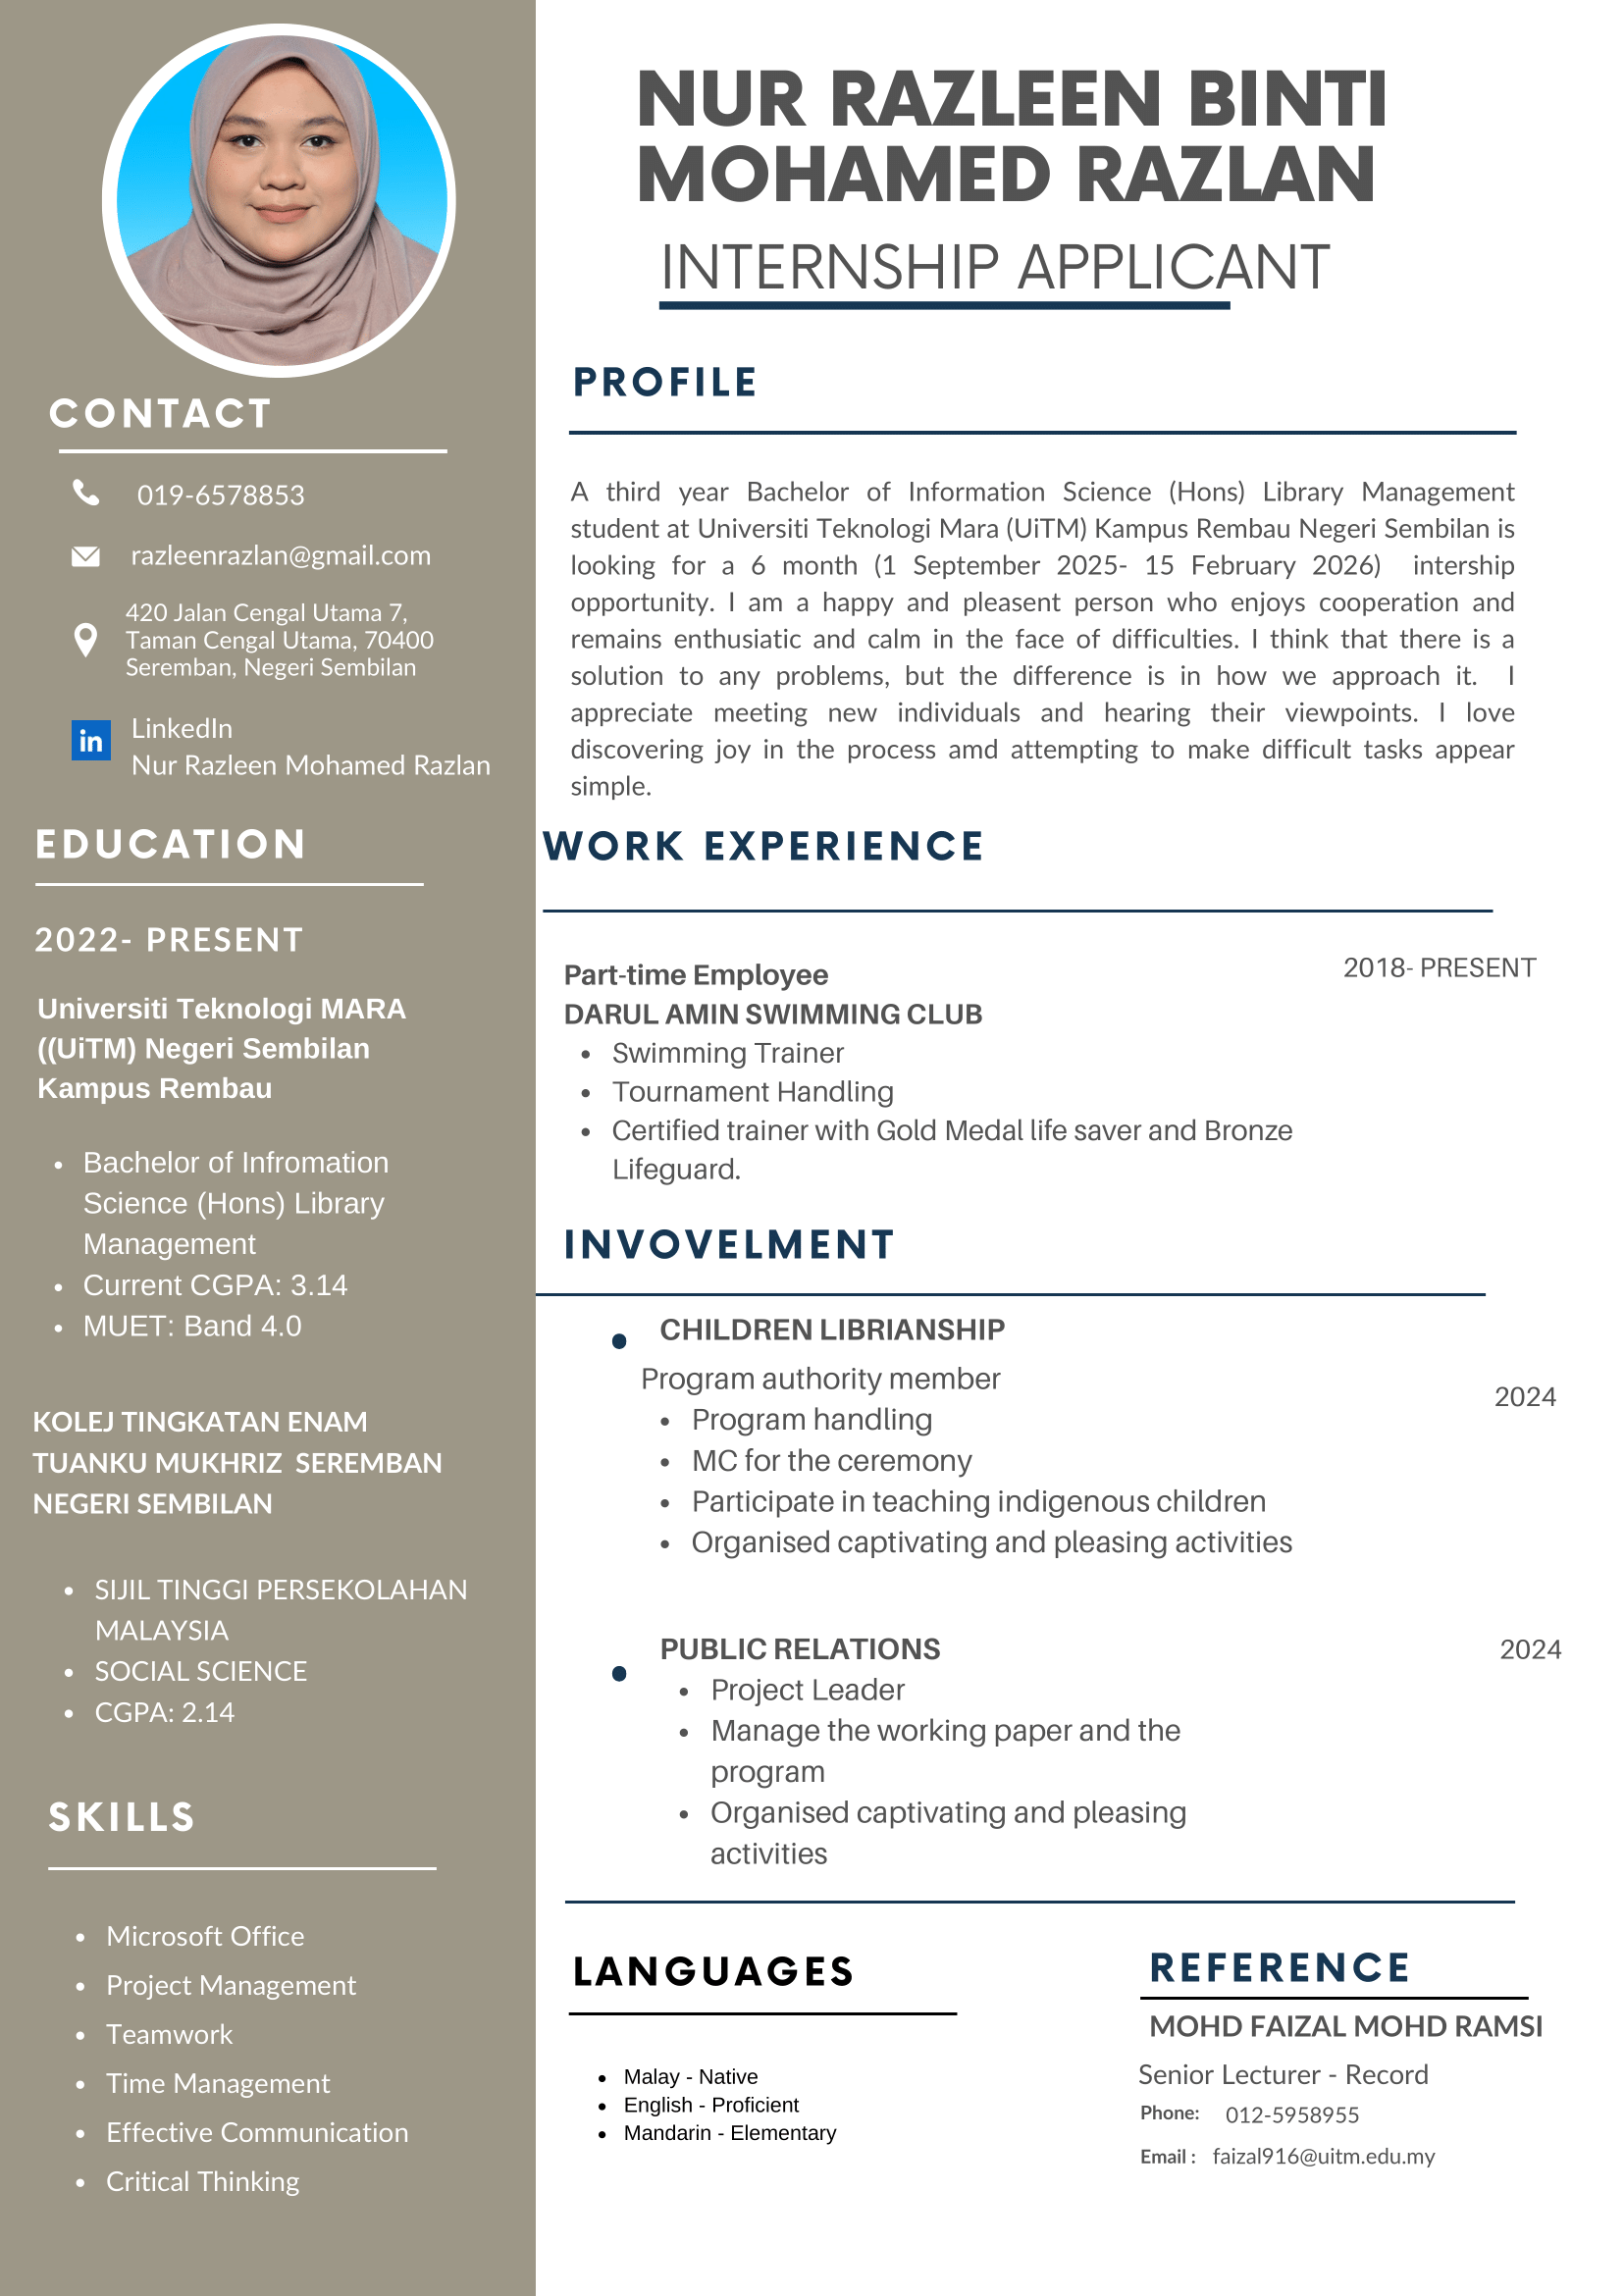 NUR RAZLEEN BINTI
MOHAMED RAZLAN
INTERNSHIP APPLICANT
CONTACT
019-6578853
razleenrazlan@gmail.com
420 Jalan Cengal Utama 7,
Taman Cengal Utama, 70400
Seremban, Negeri Sembilan
in
LinkedIn
Nur Razleen Mohamed Razlan
EDUCATION
2022- PRESENT
Universiti Teknologi MARA
((UiTM) Negeri Sembilan
Kampus Rembau
• Bachelor of Infromation
Science (Hons) Library
Management
• Current CGPA: 3.14
• MUET: Band 4.0
KOLEJ TINGKATAN ENAM
TUANKU MUKHRIZ SEREMBAN
NEGERI SEMBILAN
• SIJIL TINGGI PERSEKOLAHAN
MALAYSIA
• SOCIAL SCIENCE
• CGPA: 2.14
SKILLS
• Microsoft Office
• Project Management
• Teamwork
• Time Management
• Effective Communication
• Critical Thinking
PROFILE
A third year Bachelor of Information Science (Hons) Library Management
student at Universiti Teknologi Mara (UiTM) Kampus Rembau Negeri Sembilan is
looking for a 6 month (1 September 2025- 15 February 2026) intership
opportunity. I am a happy and pleasent person who enjoys cooperation and
remains enthusiatic and calm in the face of difficulties. I think that there is a
solution to any problems, but the difference is in how we approach it. I
appreciate meeting new individuals and hearing their viewpoints. I love
discovering joy in the process amd attempting to make difficult tasks appear
simple.
WORK EXPERIENCE
Part-time Employee
2018- PRESENT
DARUL AMIN SWIMMING CLUB
• Swimming Trainer
• Tournament Handling
• Certified trainer with Gold Medal life saver and Bronze
Lifeguard.
INVOVELMENT
• CHILDREN LIBRIANSHIP
Program authority member
2024
• Program handling
• MC for the ceremony
• Participate in teaching indigenous children
• Organised captivating and pleasing activities
• PUBLIC RELATIONS
2024
• Project Leader
• Manage the working paper and the
program
• Organised captivating and pleasing
activities
LANGUAGES
• Malay - Native
• English - Proficient
• Mandarin - Elementary
REFERENCE
MOHD FAIZAL MOHD RAMSI
Senior Lecturer - Record
Phone: 012-5958955
Email : faizal916@uitm.edu.my